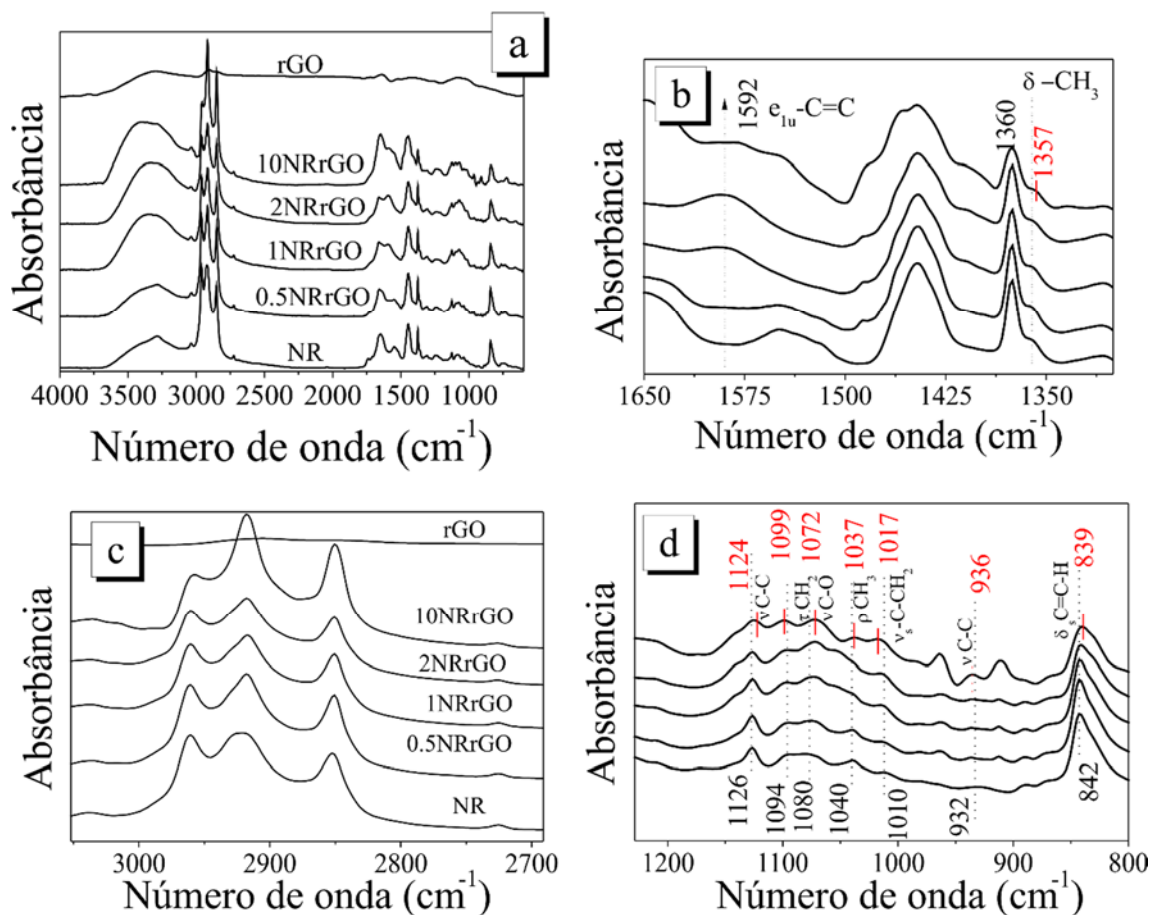 a
rGO
10NRrGO
2NRrGO
1NRrGO
0.5NRrGO
NR
Absorbância
4000 3500 3000 2500 2000 1500 1000
Número de onda (cm⁻¹)
b
1592
e₁ᵤ-C=C
δ –CH₃
1360
1357
Absorbância
1650 1575 1500 1425 1350
Número de onda (cm⁻¹)
c
rGO
10NRrGO
2NRrGO
1NRrGO
0.5NRrGO
NR
Absorbância
3000 2900 2800 2700
Número de onda (cm⁻¹)
d
1124
1099
1072
1037
1017
936
839
ν C-C
τ CH₂
ν C-O
ρ CH₃
νₛ-C-CH₂
ν C-C
δₛ C=C-H
1126
1094
1080
1040
1010
932
842
Absorbância
1200 1100 1000 900 800
Número de onda (cm⁻¹)